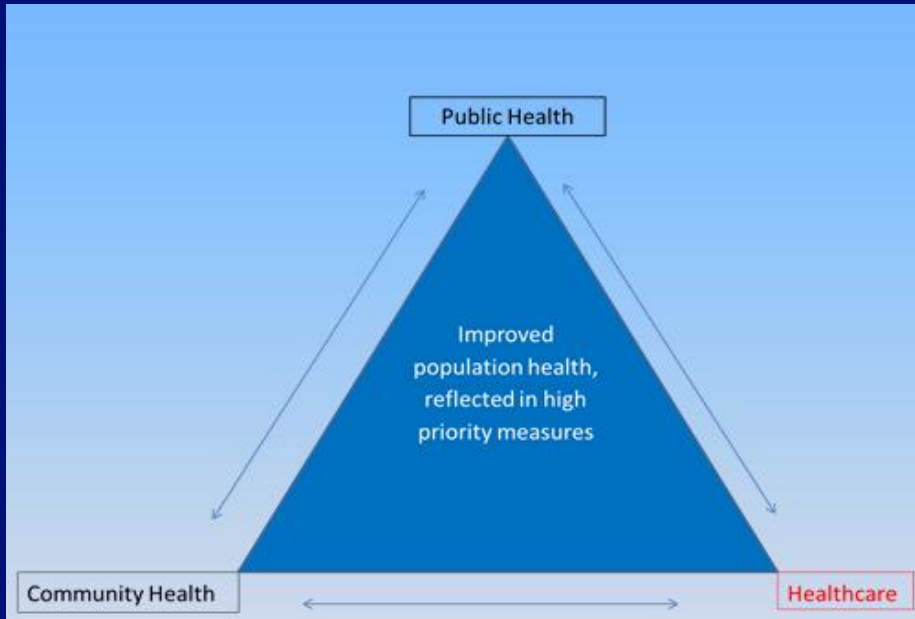 Public Health
Improved
population health,
reflected in high
priority measures
Community Health
Healthcare